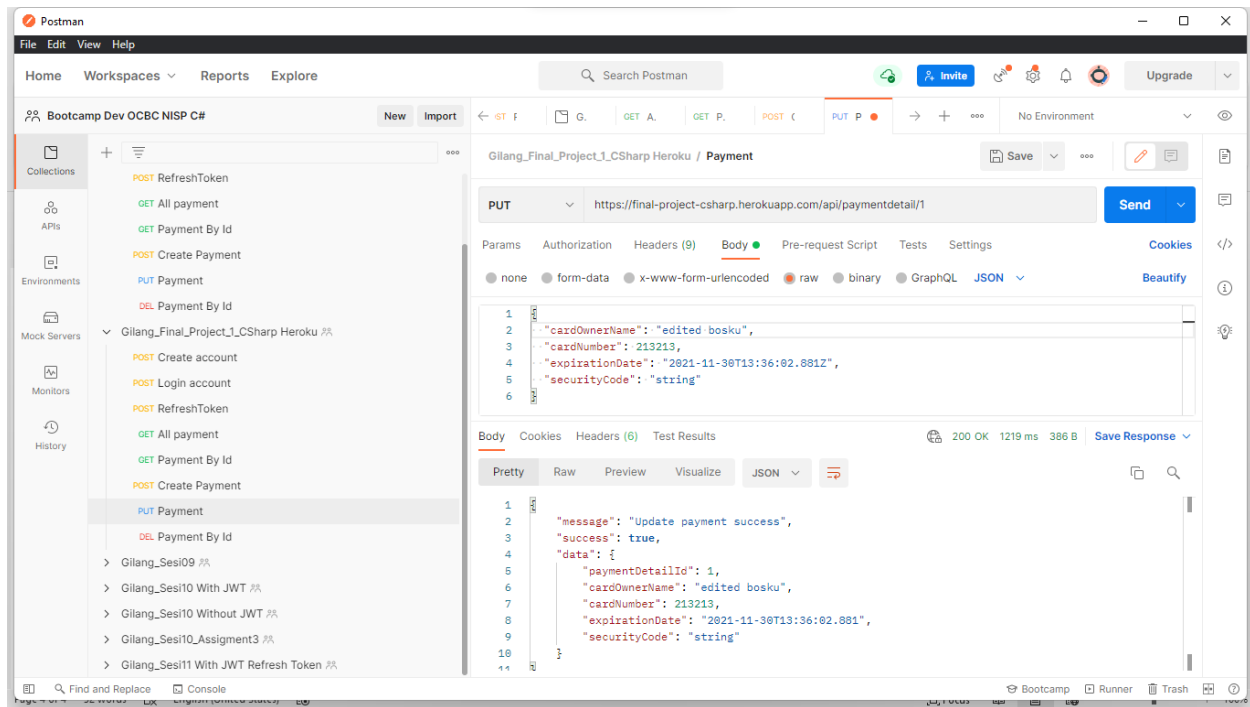 Postman
File Edit View Help
Home Workspaces Reports Explore Search Postman Invite Upgrade
Bootcamp Dev OCBC NISP C# New Import
G. GET A. GET P. POST PUT P No Environment
Collections
APIs
Environments
Mock Servers
Monitors
History
POST RefreshToken
GET All payment
GET Payment By Id
POST Create Payment
PUT Payment
DEL Payment By Id
Gilang_Final_Project_1_CSharp Heroku
POST Create account
POST Login account
POST RefreshToken
GET All payment
GET Payment By Id
POST Create Payment
PUT Payment
DEL Payment By Id
Gilang_Sesi09
Gilang_Sesi10 With JWT
Gilang_Sesi10 Without JWT
Gilang_Sesi10_Assigment3
Gilang_Sesi11 With JWT Refresh Token
Gilang_Final_Project_1_CSharp Heroku / Payment Save
PUT https://final-project-csharp.herokuapp.com/api/paymentdetail/1 Send
Params Authorization Headers (9) Body Pre-request Script Tests Settings Cookies
none form-data x-www-form-urlencoded raw binary GraphQL JSON Beautify
1 {
2 "cardOwnerName": "edited bosku",
3 "cardNumber": 213213,
4 "expirationDate": "2021-11-30T13:36:02.881Z",
5 "securityCode": "string"
6 }
Body Cookies Headers (6) Test Results 200 OK 1219 ms 386 B Save Response
Pretty Raw Preview Visualize JSON
1 {
2 "message": "Update payment success",
3 "success": true,
4 "data": {
5 "paymentDetailId": 1,
6 "cardOwnerName": "edited bosku",
7 "cardNumber": 213213,
8 "expirationDate": "2021-11-30T13:36:02.881",
9 "securityCode": "string"
10 }
11 }
Find and Replace Console Bootcamp Runner Trash